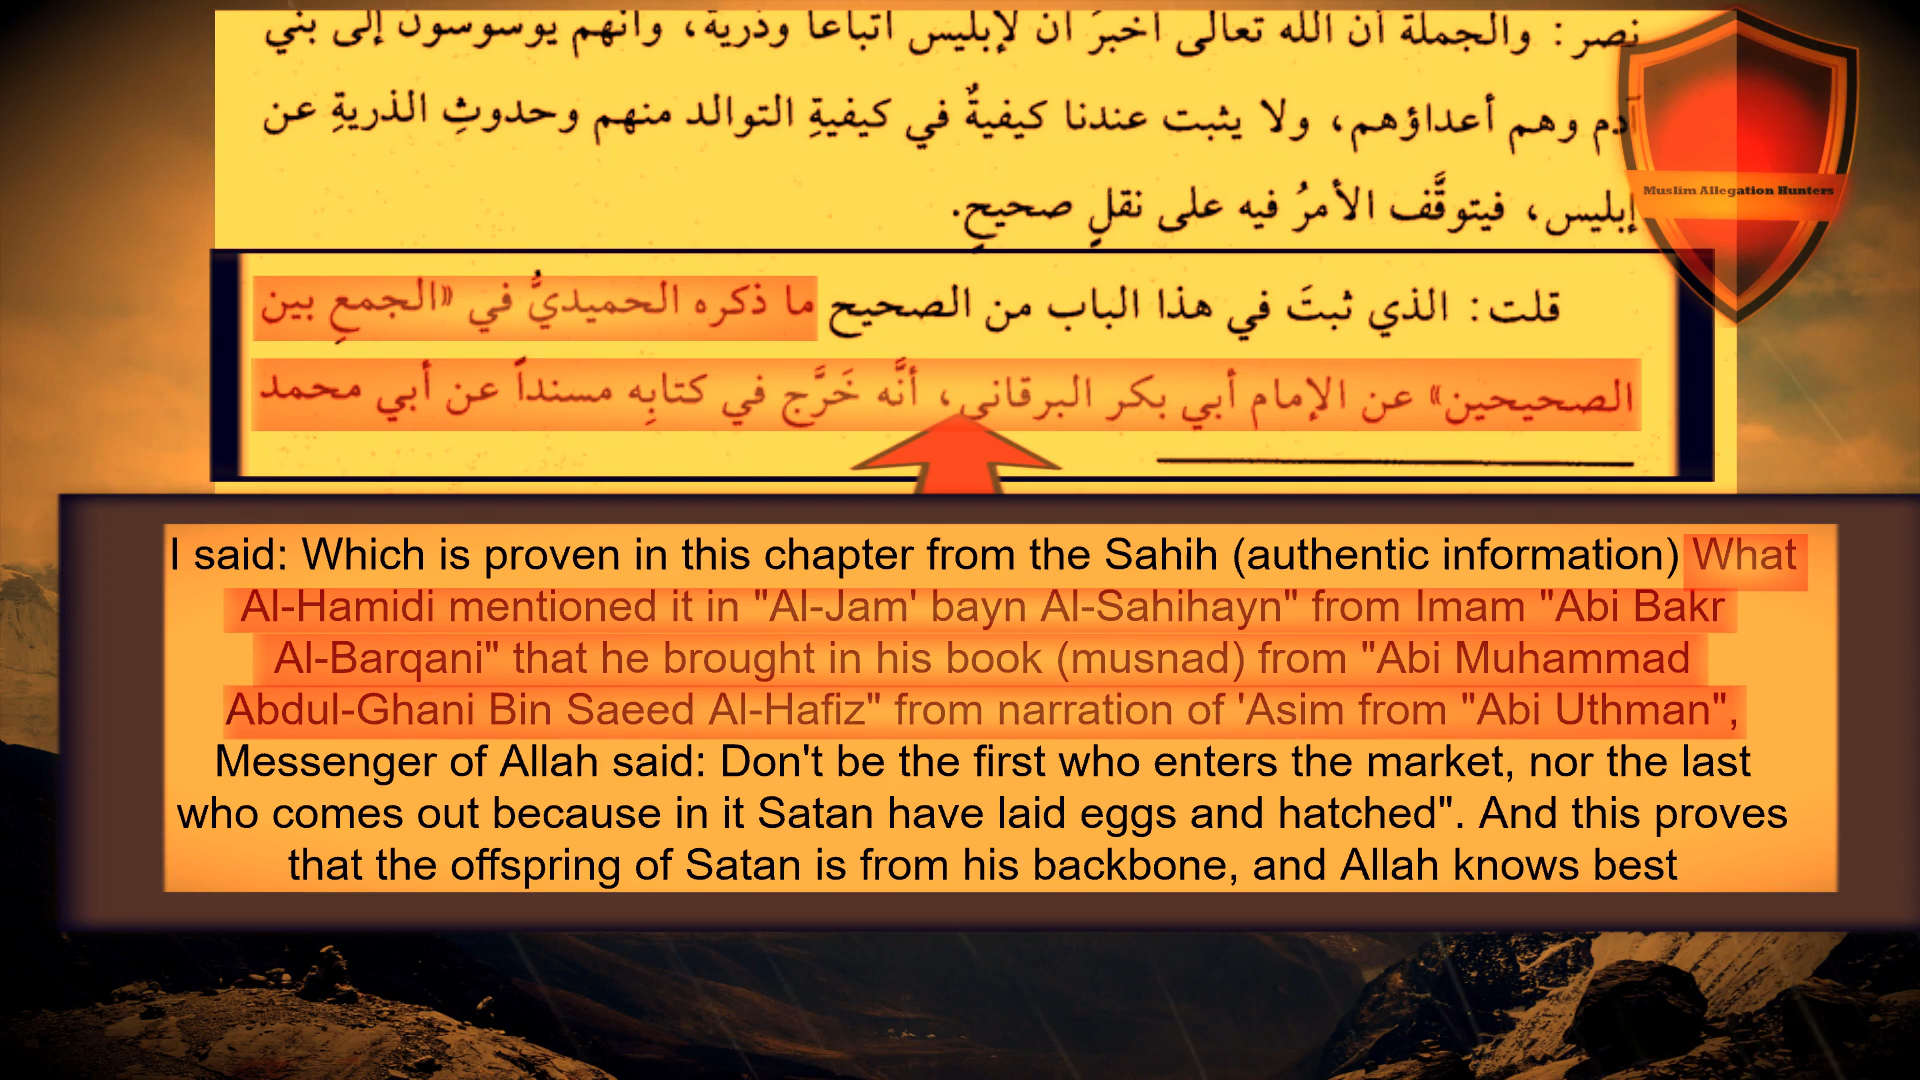 نصر: والجملة أن الله تعالى أخبرَ أن لإبليس أتباعاً وذرية، وأنهم يوسوسون إلى بني
آدم وهم أعداؤهم، ولا يثبت عندنا كيفيةٌ في كيفيةِ التوالد منهم وحدوثِ الذريةِ عن
إبليس، فيتوقَّف الأمرُ فيه على نقلٍ صحيحٍ.
Muslim Allegation Hunters
قلت: الذي ثبتَ في هذا الباب من الصحيح ما ذكره الحميديُّ في «الجمعِ بين
الصحيحين» عن الإمام أبي بكر البرقاني، أنَّه خَرَّج في كتابِه مسنداً عن أبي محمد
I said: Which is proven in this chapter from the Sahih (authentic information) What
Al-Hamidi mentioned it in "Al-Jam' bayn Al-Sahihayn" from Imam "Abi Bakr
Al-Barqani" that he brought in his book (musnad) from "Abi Muhammad
Abdul-Ghani Bin Saeed Al-Hafiz" from narration of 'Asim from "Abi Uthman",
Messenger of Allah said: Don't be the first who enters the market, nor the last
who comes out because in it Satan have laid eggs and hatched". And this proves
that the offspring of Satan is from his backbone, and Allah knows best